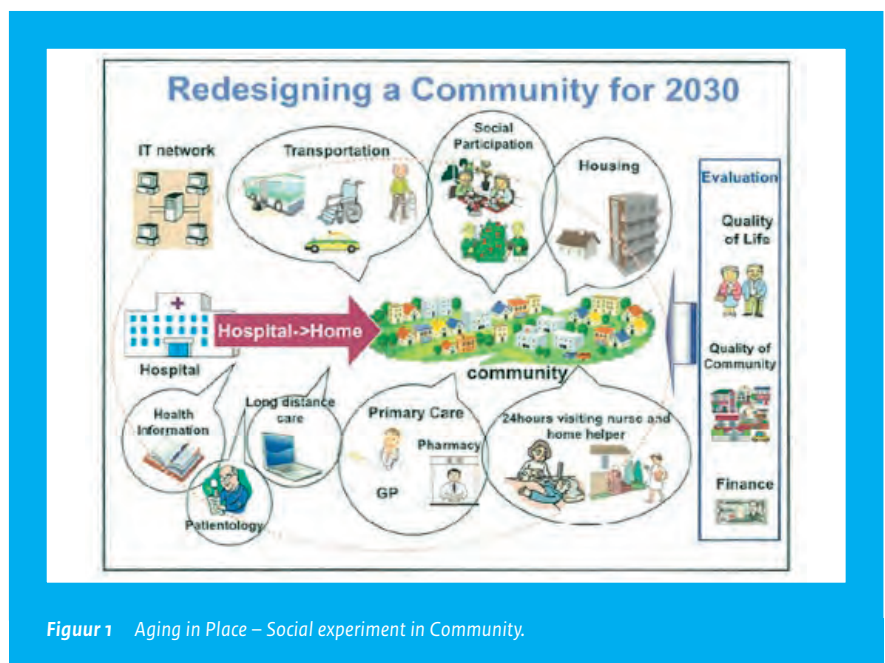 Redesigning a Community for 2030
IT network
Transportation
Social
Participation
Housing
Evaluation
Quality
of Life
Hospital->Home
Hospital
community
Quality of
Community
Health
Information
Long distance
care
Patientology
Primary Care
Pharmacy
GP
24hours visiting nurse and
home helper
Finance
Figuur 1 Aging in Place – Social experiment in Community.